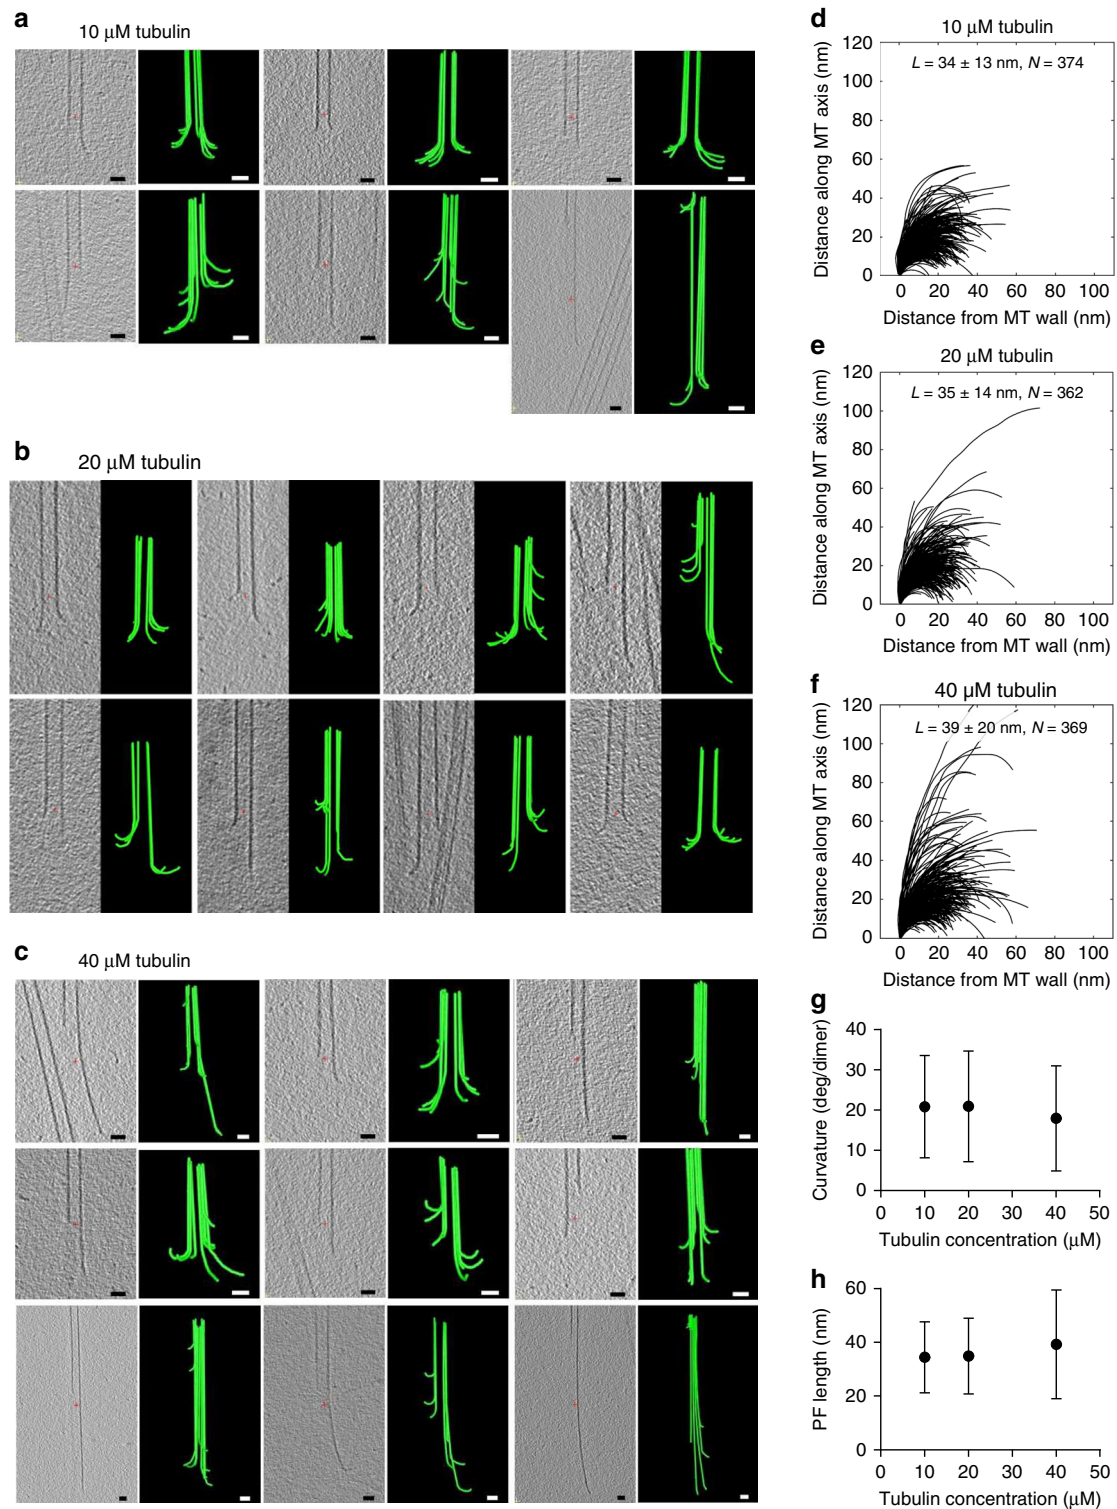 a
10 µM tubulin
b
20 µM tubulin
c
40 µM tubulin
d
10 µM tubulin
L = 34 ± 13 nm, N = 374
Distance along MT axis (nm)
120
100
80
60
40
20
0
0 20 40 60 80 100
Distance from MT wall (nm)
e
20 µM tubulin
L = 35 ± 14 nm, N = 362
Distance along MT axis (nm)
120
100
80
60
40
20
0
0 20 40 60 80 100
Distance from MT wall (nm)
f
40 µM tubulin
L = 39 ± 20 nm, N = 369
Distance along MT axis (nm)
120
100
80
60
40
20
0
0 20 40 60 80 100
Distance from MT wall (nm)
g
Curvature (deg/dimer)
40
30
20
10
0
0 10 20 30 40 50
Tubulin concentration (µM)
h
PF length (nm)
60
40
20
0
0 10 20 30 40 50
Tubulin concentration (µM)